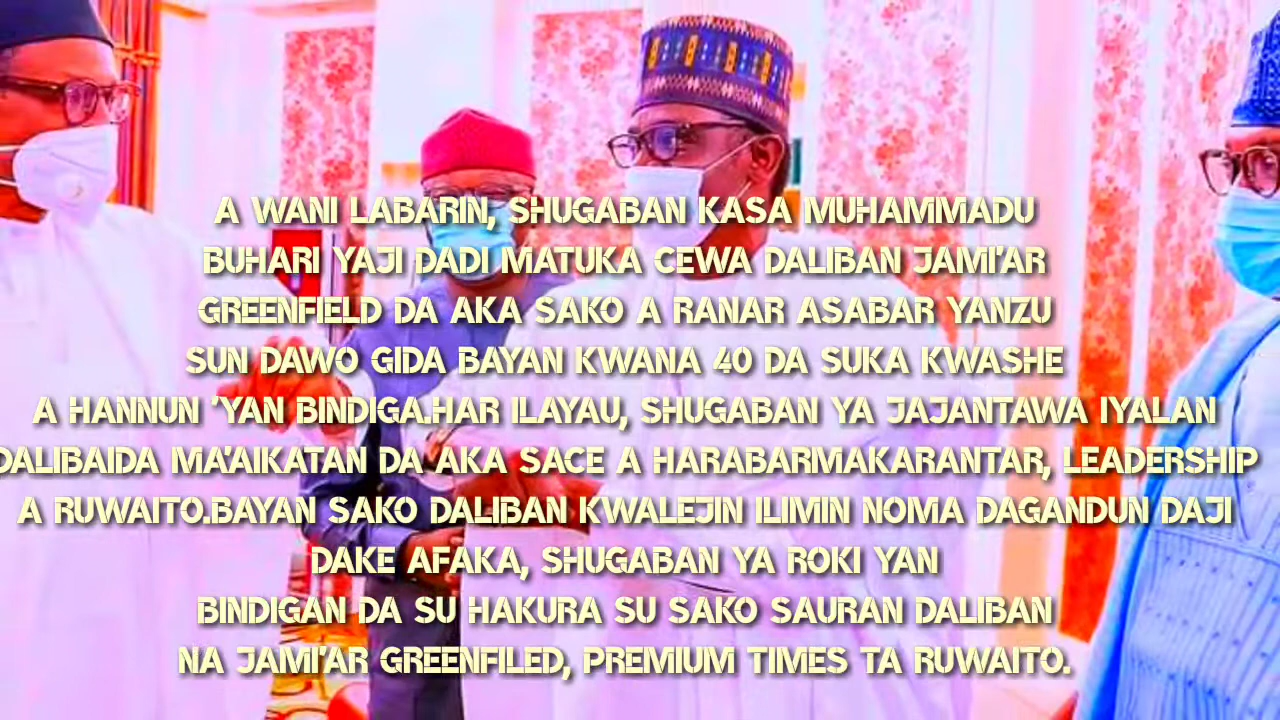 A WANI LABARIN, SHUGABAN KASA MUHAMMADU
BUHARI YAJI DADI MATUKA CEWA DALIBAN JAMI'AR
GREENFIELD DA AKA SAKO A RANAR ASABAR YANZU
SUN DAWO GIDA BAYAN KWANA 40 DA SUKA KWASHE
A HANNUN 'YAN BINDIGA.HAR ILAYAU, SHUGABAN YA JAJANTAWA IYALAN
DALIBAIDA MA'AIKATAN DA AKA SACE A HARABARMAKARANTAR, LEADERSHIP
A RUWAITO.BAYAN SAKO DALIBAN KWALEJIN ILIMIN NOMA DAGANDUN DAJI
DAKE AFAKA, SHUGABAN YA ROKI YAN
BINDIGAN DA SU HAKURA SU SAKO SAURAN DALIBAN
NA JAMI'AR GREENFILED, PREMIUM TIMES TA RUWAITO.